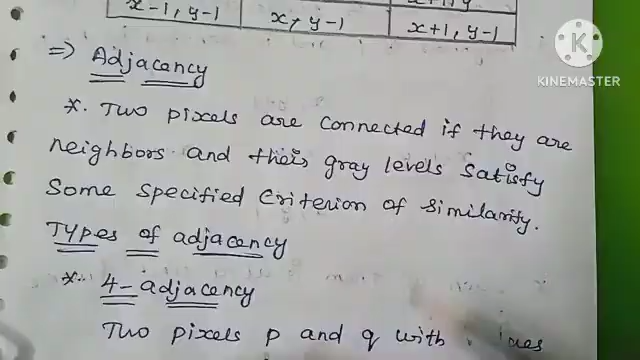 x+1, y
x-1, y-1 x, y-1 x+1, y-1
K
KINEMASTER
=> Adjacency
*. Two pixels are connected if they are
neighbors and their gray levels satisfy
Some specified criterion of similarity.
Types of adjacency
*. 4-adjacency
Two pixels p and q with